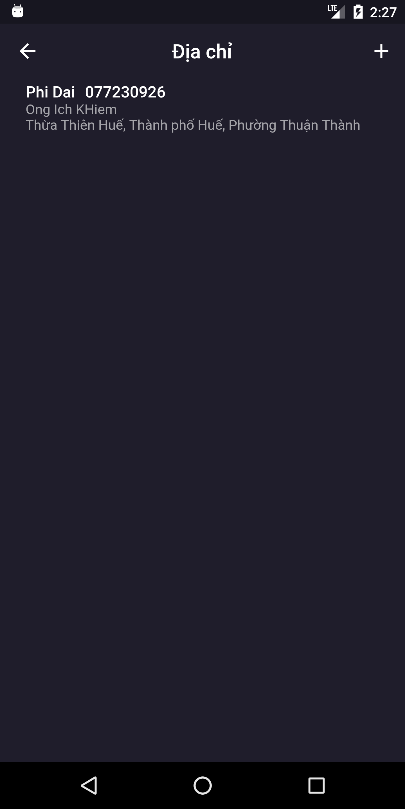 LTE 2:27
Địa chỉ
Phi Dai 077230926
Ong Ich KHiem
Thừa Thiên Huế, Thành phố Huế, Phường Thuận Thành